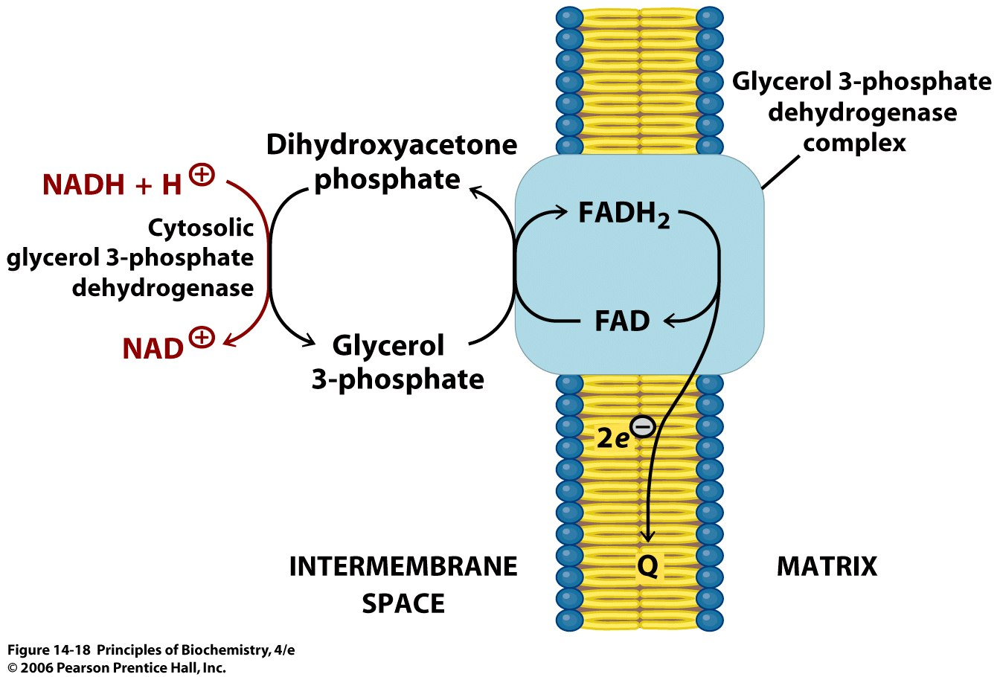 Glycerol 3-phosphate
dehydrogenase
complex
Dihydroxyacetone
phosphate
NADH + H⊕
Cytosolic
glycerol 3-phosphate
dehydrogenase
NAD⊕
Glycerol
3-phosphate
FADH₂
FAD
2e⊖
Q
INTERMEMBRANE
SPACE
MATRIX
Figure 14-18 Principles of Biochemistry, 4/e
© 2006 Pearson Prentice Hall, Inc.